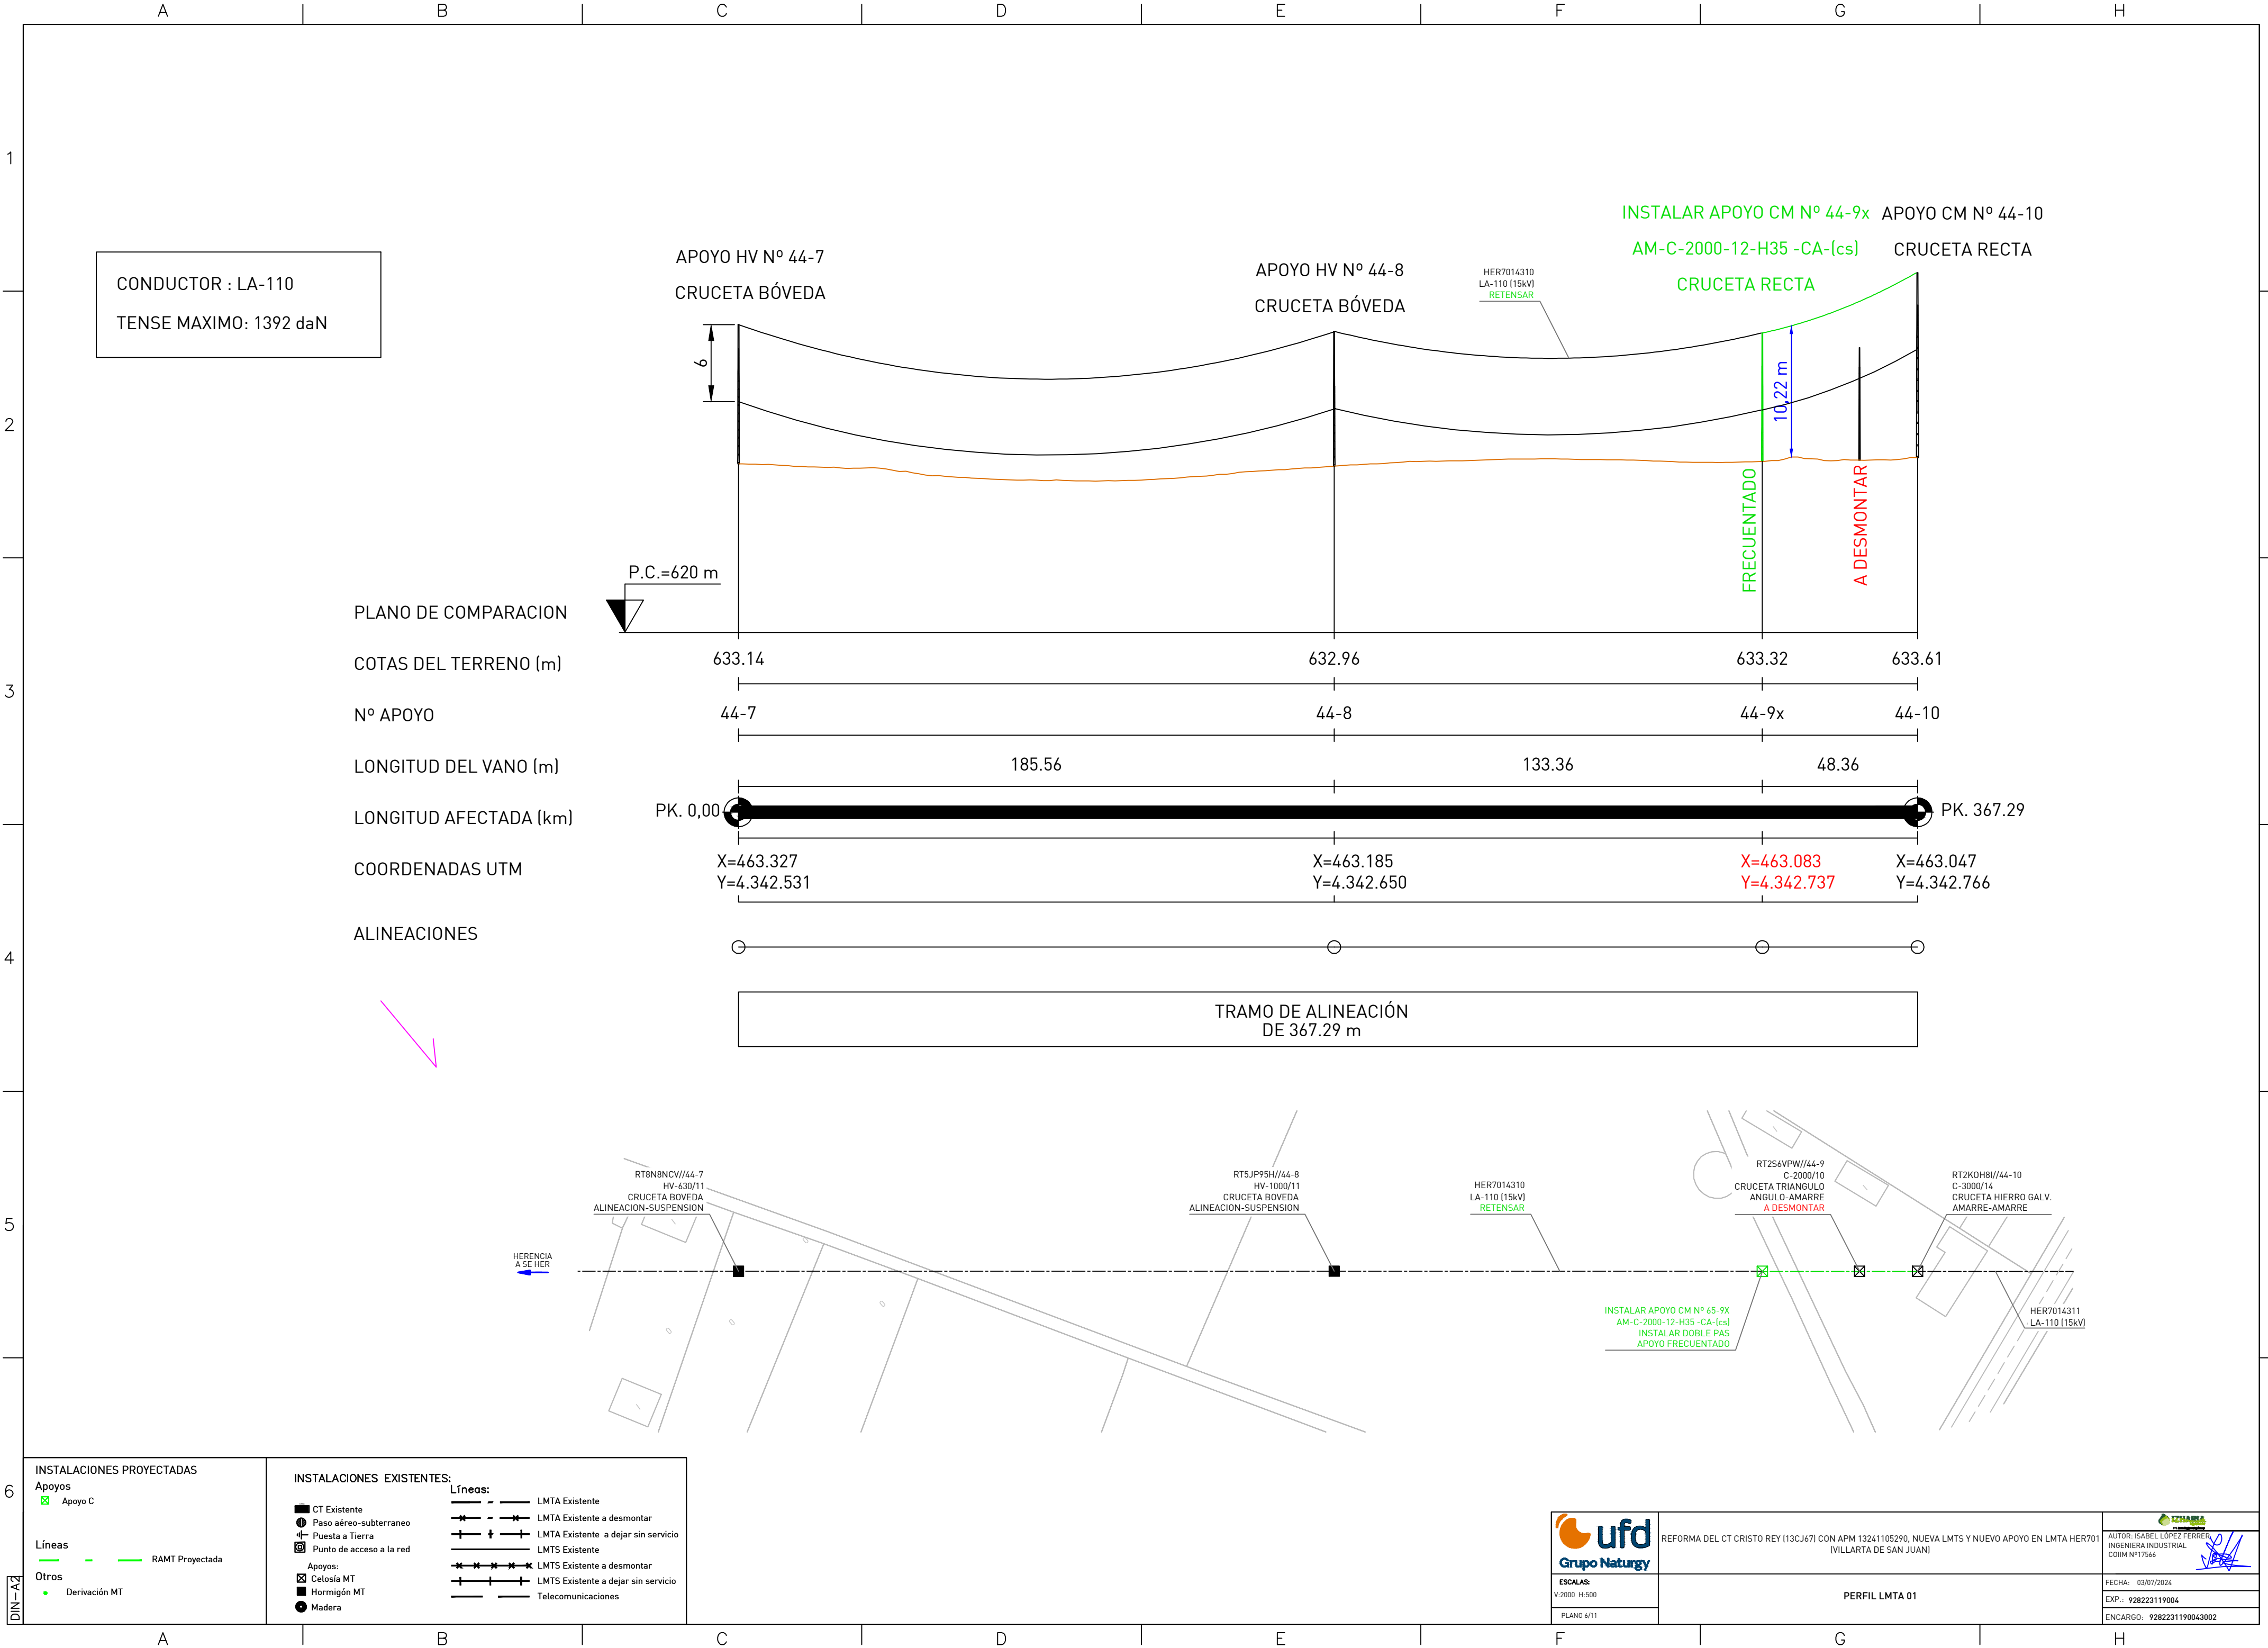 A B C D E F G H
1
2
3
4
5
6
CONDUCTOR : LA-110
TENSE MAXIMO: 1392 daN
APOYO HV Nº 44-7
CRUCETA BÓVEDA
6
APOYO HV Nº 44-8
CRUCETA BÓVEDA
HER7014310
LA-110 (15kV)
RETENSAR
INSTALAR APOYO CM Nº 44-9x
AM-C-2000-12-H35 -CA-(cs)
CRUCETA RECTA
APOYO CM Nº 44-10
CRUCETA RECTA
10,22 m
FRECUENTADO
A DESMONTAR
P.C.=620 m
PLANO DE COMPARACION
COTAS DEL TERRENO (m) 633.14 632.96 633.32 633.61
Nº APOYO 44-7 44-8 44-9x 44-10
LONGITUD DEL VANO (m) 185.56 133.36 48.36
LONGITUD AFECTADA (km) PK. 0,00 PK. 367.29
COORDENADAS UTM
X=463.327 X=463.185 X=463.083 X=463.047
Y=4.342.531 Y=4.342.650 Y=4.342.737 Y=4.342.766
ALINEACIONES
TRAMO DE ALINEACIÓN
DE 367.29 m
RT8N8NCV//44-7
HV-630/11
CRUCETA BOVEDA
ALINEACION-SUSPENSION
RT5JP95H//44-8
HV-1000/11
CRUCETA BOVEDA
ALINEACION-SUSPENSION
HER7014310
LA-110 (15kV)
RETENSAR
RT2S6VPW//44-9
C-2000/10
CRUCETA TRIANGULO
ANGULO-AMARRE
A DESMONTAR
RT2KOH8I//44-10
C-3000/14
CRUCETA HIERRO GALV.
AMARRE-AMARRE
HERENCIA
A SE HER
INSTALAR APOYO CM Nº 65-9X
AM-C-2000-12-H35 -CA-(cs)
INSTALAR DOBLE PAS
APOYO FRECUENTADO
HER7014311
LA-110 (15kV)
INSTALACIONES PROYECTADAS
Apoyos
Apoyo C
Líneas
RAMT Proyectada
Otros
Derivación MT
INSTALACIONES EXISTENTES:
CT Existente
Paso aéreo-subterraneo
Puesta a Tierra
Punto de acceso a la red
Apoyos:
Celosía MT
Hormigón MT
Madera
Líneas:
LMTA Existente
LMTA Existente a desmontar
LMTA Existente a dejar sin servicio
LMTS Existente
LMTS Existente a desmontar
LMTS Existente a dejar sin servicio
Telecomunicaciones
DIN-A2
ufd
Grupo Naturgy
ESCALAS:
V:2000 H:500
PLANO 6/11
REFORMA DEL CT CRISTO REY (13CJ67) CON APM 13241105290, NUEVA LMTS Y NUEVO APOYO EN LMTA HER701
(VILLARTA DE SAN JUAN)
PERFIL LMTA 01
IZHARIA
AUTOR: ISABEL LÓPEZ FERRER
INGENIERA INDUSTRIAL
COIIM Nº17566
FECHA: 03/07/2024
EXP.: 928223119004
ENCARGO: 9282231190043002
A B C D E F G H